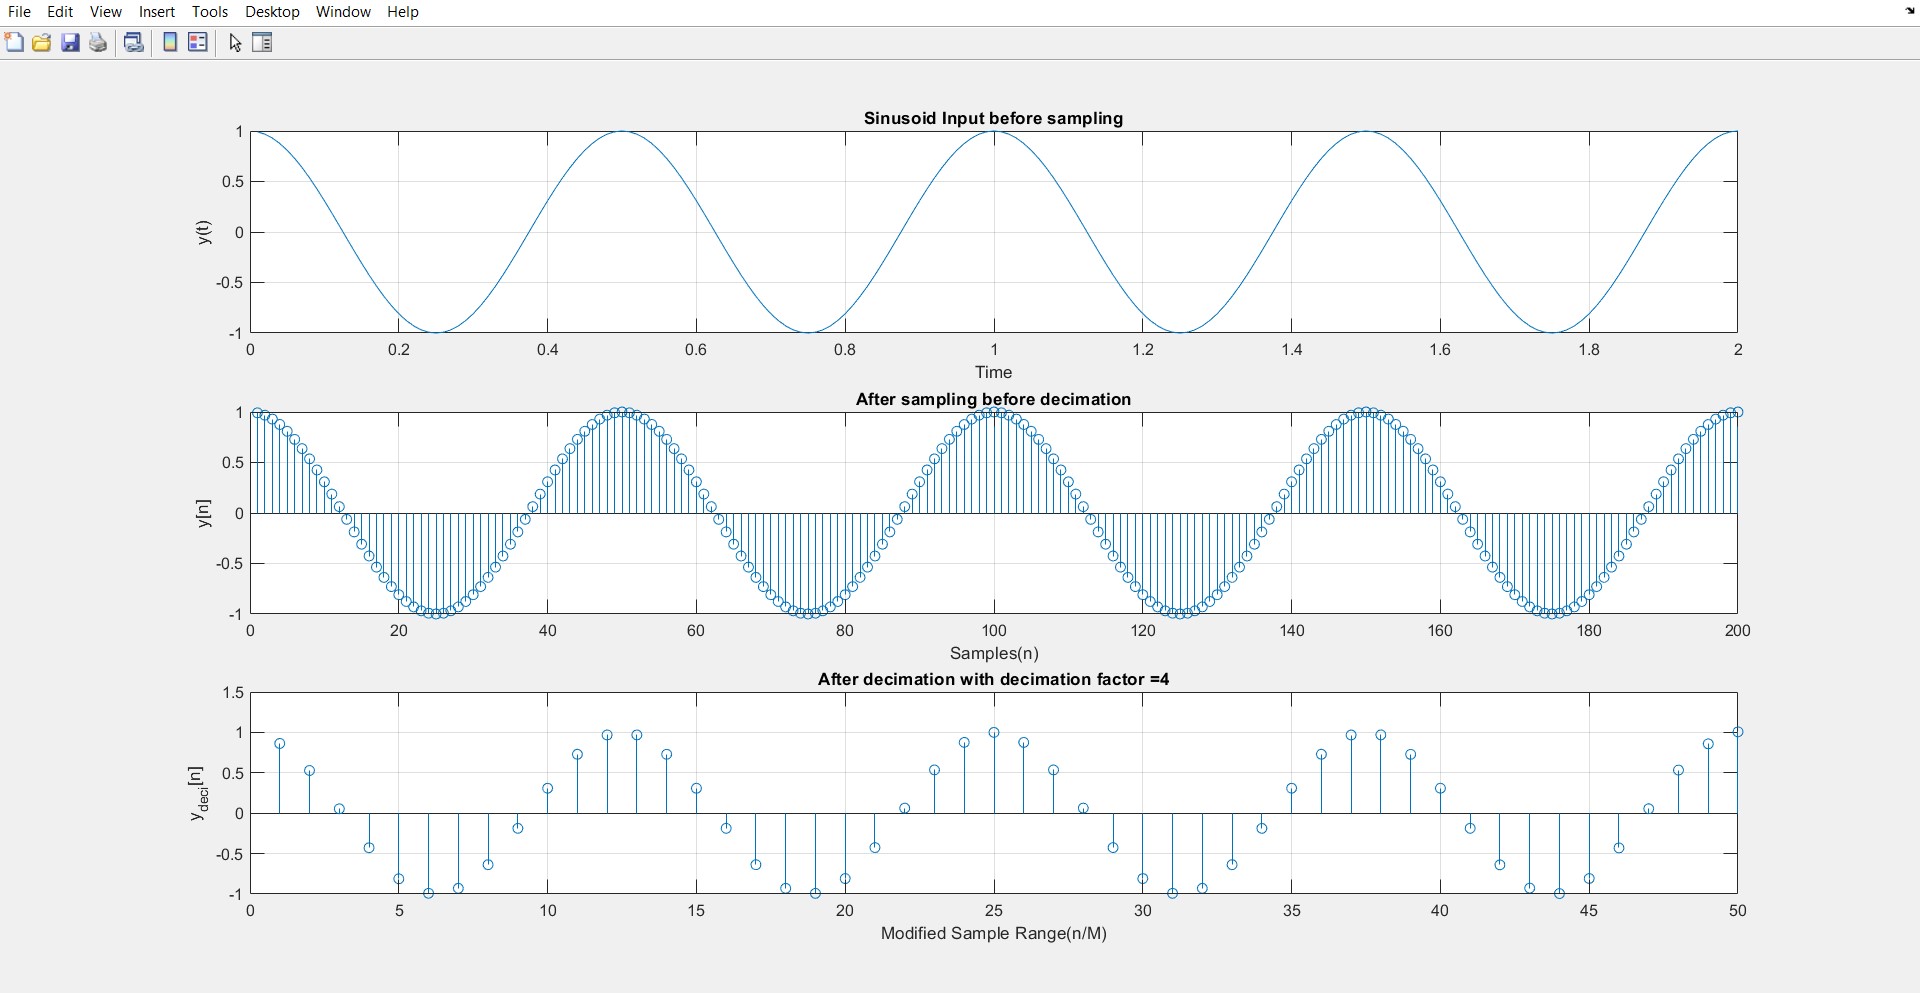 File Edit View Insert Tools Desktop Window Help
Sinusoid Input before sampling
1
0.5
0
-0.5
-1
y(t)
0 0.2 0.4 0.6 0.8 1 1.2 1.4 1.6 1.8 2
Time
After sampling before decimation
1
0.5
0
-0.5
-1
y[n]
0 20 40 60 80 100 120 140 160 180 200
Samples(n)
After decimation with decimation factor =4
1.5
1
0.5
0
-0.5
-1
y_deci[n]
0 5 10 15 20 25 30 35 40 45 50
Modified Sample Range(n/M)